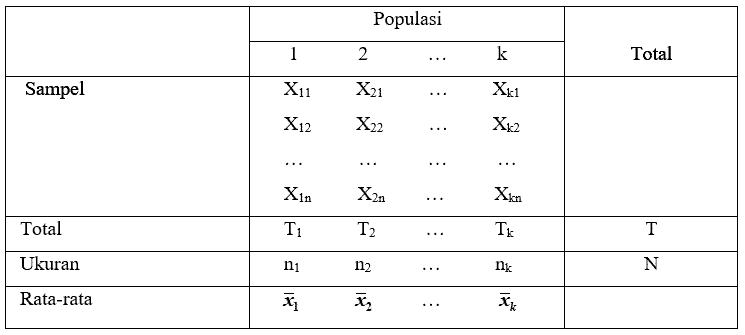 Populasi
1 2 … k Total
Sampel X₁₁ X₂₁ … Xₖ₁
X₁₂ X₂₂ … Xₖ₂
… … … …
X₁ₙ X₂ₙ … Xₖₙ
Total T₁ T₂ … Tₖ T
Ukuran n₁ n₂ … nₖ N
Rata-rata x̅₁ x̅₂ … x̅ₖ